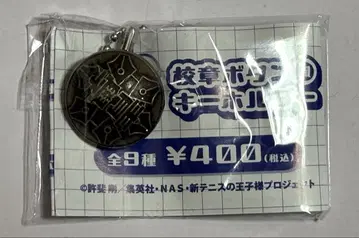 校章ボタン
キーホルダー
全9種 ¥400(税込)
©許斐 剛／集英社・NAS・新テニスの王子様プロジェクト